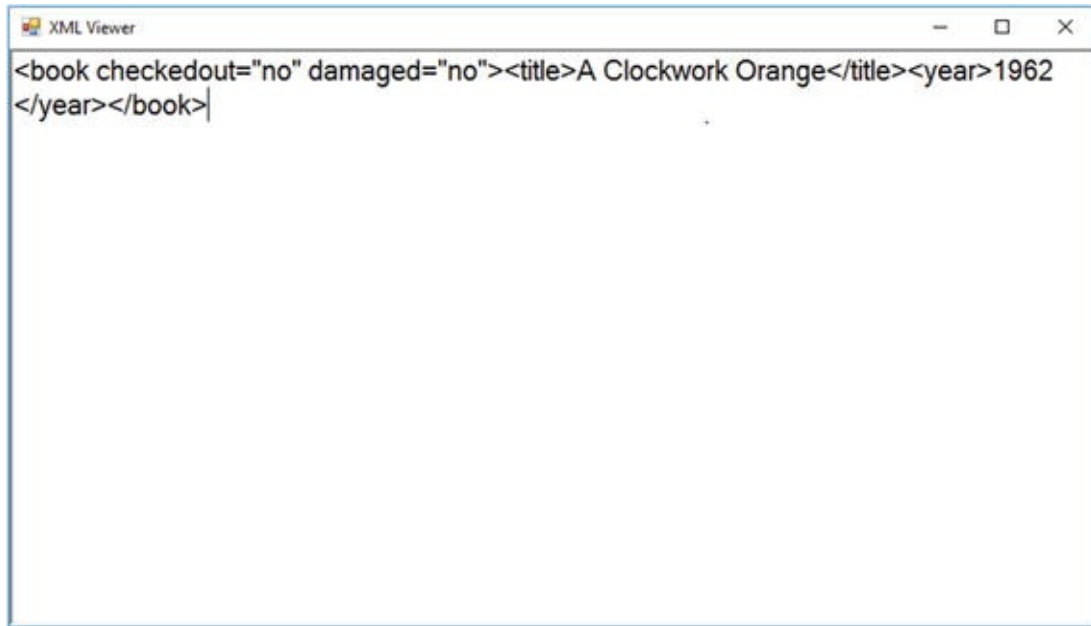 XML Viewer
<book checkedout="no" damaged="no"><title>A Clockwork Orange</title><year>1962
</year></book>